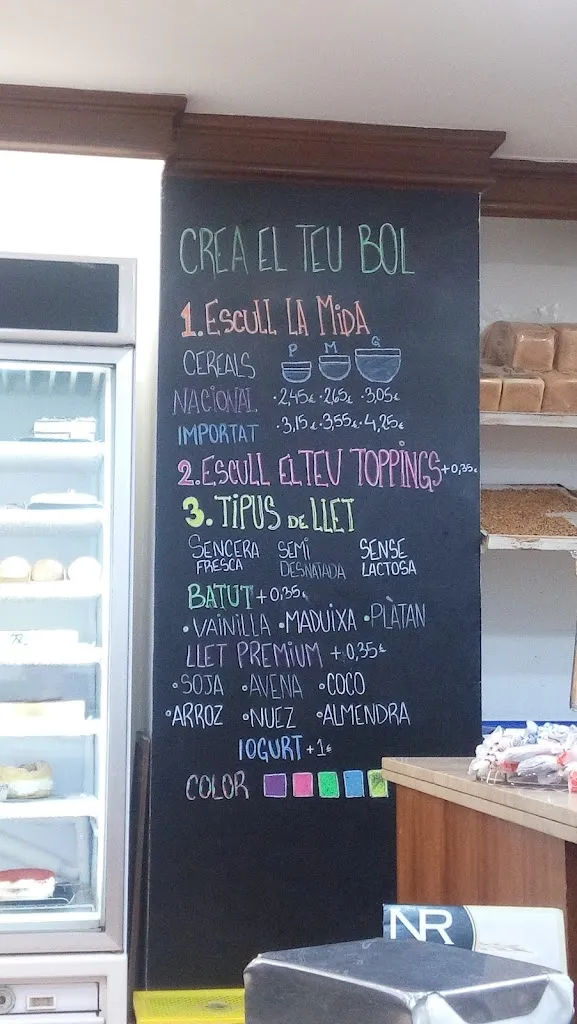 CREA EL TEU BOL
1. ESCULL LA MIDA
P M G
CEREALS
NACIONAL ·2,45€ ·2,65€ ·3,05€
IMPORTAT ·3,15€ ·3,55€ ·4,25€
2. ESCULL EL TEU TOPPINGS +0,35€
3. TIPUS DE LLET
SENCERA FRESCA
SEMI DESNATADA
SENSE LACTOSA
BATUT +0,35€
·VAINILLA ·MADUIXA ·PLÀTAN
LLET PREMIUM +0,35€
·SOJA ·AVENA ·COCO
·ARROZ ·NUEZ ·ALMENDRA
IOGURT +1€
COLOR
NR